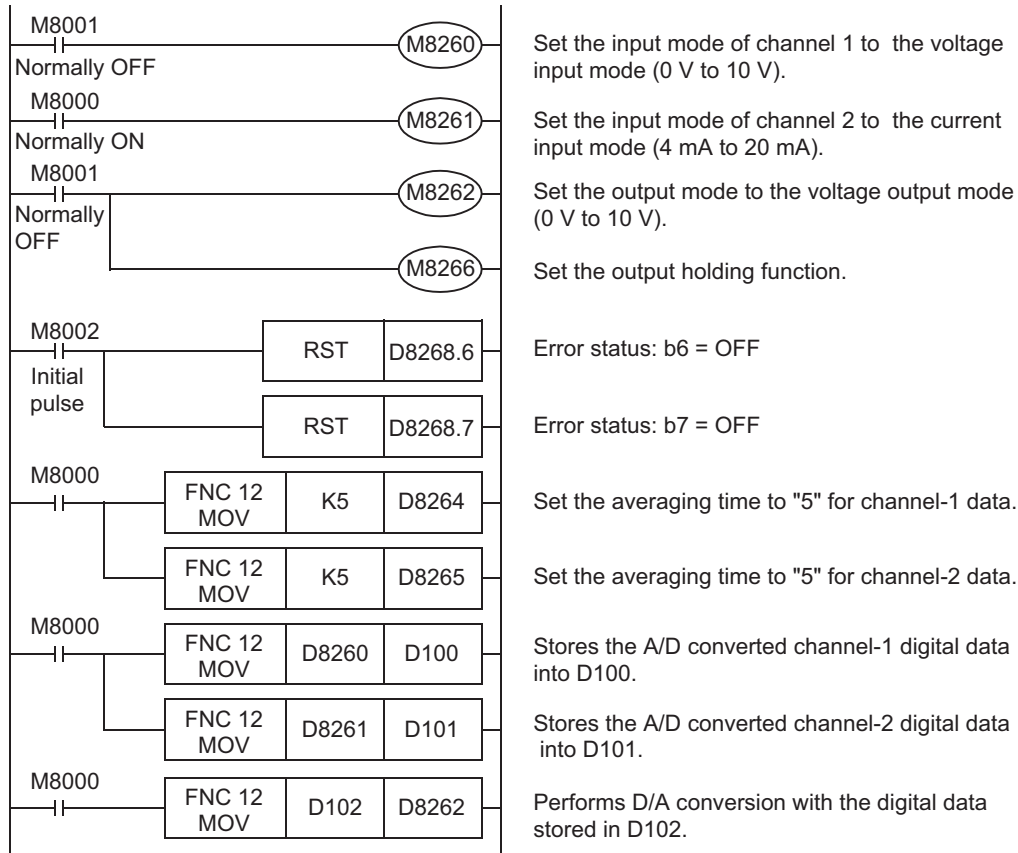 M8001
M8260
Normally OFF
Set the input mode of channel 1 to the voltage
input mode (0 V to 10 V).
M8000
M8261
Normally ON
Set the input mode of channel 2 to the current
input mode (4 mA to 20 mA).
M8001
M8262
Normally
OFF
Set the output mode to the voltage output mode
(0 V to 10 V).
M8266
Set the output holding function.
M8002
Initial
pulse
RST D8268.6
Error status: b6 = OFF
RST D8268.7
Error status: b7 = OFF
M8000
FNC 12
MOV
K5 D8264
Set the averaging time to "5" for channel-1 data.
FNC 12
MOV
K5 D8265
Set the averaging time to "5" for channel-2 data.
M8000
FNC 12
MOV
D8260 D100
Stores the A/D converted channel-1 digital data
into D100.
FNC 12
MOV
D8261 D101
Stores the A/D converted channel-2 digital data
into D101.
M8000
FNC 12
MOV
D102 D8262
Performs D/A conversion with the digital data
stored in D102.